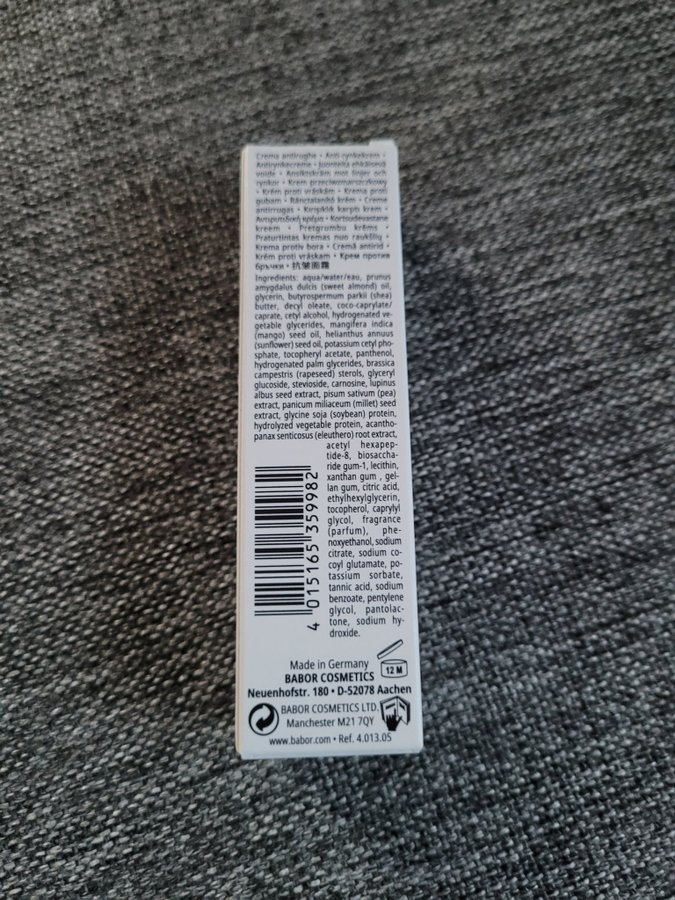 Crema antirughe • Anti cynkekrem •
Antirynkecreme • Juonteita ehkäisevä
voide • Ansiktskräm mot linjer och
rynkor • Krem przeciwzmarszczkowy
• Krém proti vráskám • Krema proti
gubam • Ránctalanító krém • Creme
antirrugas • Kırışıklık karşıtı krem •
Αντιρυτιδική κρέμα • Kortsudevastane
kreem • Pretgrumbu krēms •
Praturtintas kremas nuo raukšlių •
Krema protiv bora • Cremă antirid •
Krém proti vráskam • Крем против
бръчки • 抗皱面霜
Ingredients: aqua/water/eau, prunus
amygdalus dulcis (sweet almond) oil,
glycerin, butyrospermum parkii (shea)
butter, decyl oleate, coco-caprylate/
caprate, cetyl alcohol, hydrogenated ve-
getable glycerides, mangifera indica
(mango) seed oil, helianthus annuus
(sunflower) seed oil, potassium cetyl pho-
sphate, tocopheryl acetate, panthenol,
hydrogenated palm glycerides, brassica
campestris (rapeseed) sterols, glyceryl
glucoside, stevioside, carnosine, lupinus
albus seed extract, pisum sativum (pea)
extract, panicum miliaceum (millet) seed
extract, glycine soja (soybean) protein,
hydrolyzed vegetable protein, acantho-
panax senticosus (eleuthero) root extract,
acetyl hexapep-
tide-8, biosaccha-
ride gum-1, lecithin,
xanthan gum , gel-
lan gum, citric acid,
ethylhexylglycerin,
tocopherol, caprylyl
glycol, fragrance
(parfum), phe-
noxyethanol, sodium
citrate, sodium co-
coyl glutamate, po-
tassium sorbate,
tannic acid, sodium
benzoate, pentylene
glycol, pantolac-
tone, sodium hy-
droxide.
4 015165 359982
Made in Germany
BABOR COSMETICS
12 M
Neuenhofstr. 180 • D-52078 Aachen
BABOR COSMETICS LTD.
Manchester M21 7QY
www.babor.com • Ref. 4.013.05